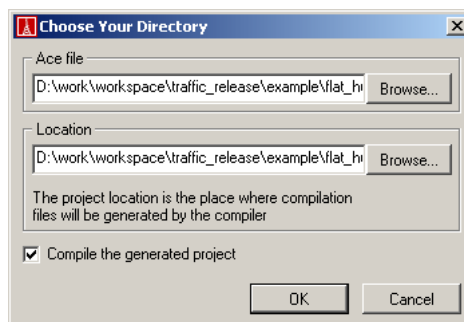 Choose Your Directory
Ace file
D:\work\workspace\traffic_release\example\flat_h
Browse...
Location
D:\work\workspace\traffic_release\example\flat_h
Browse...
The project location is the place where compilation
files will be generated by the compiler
Compile the generated project
OK
Cancel